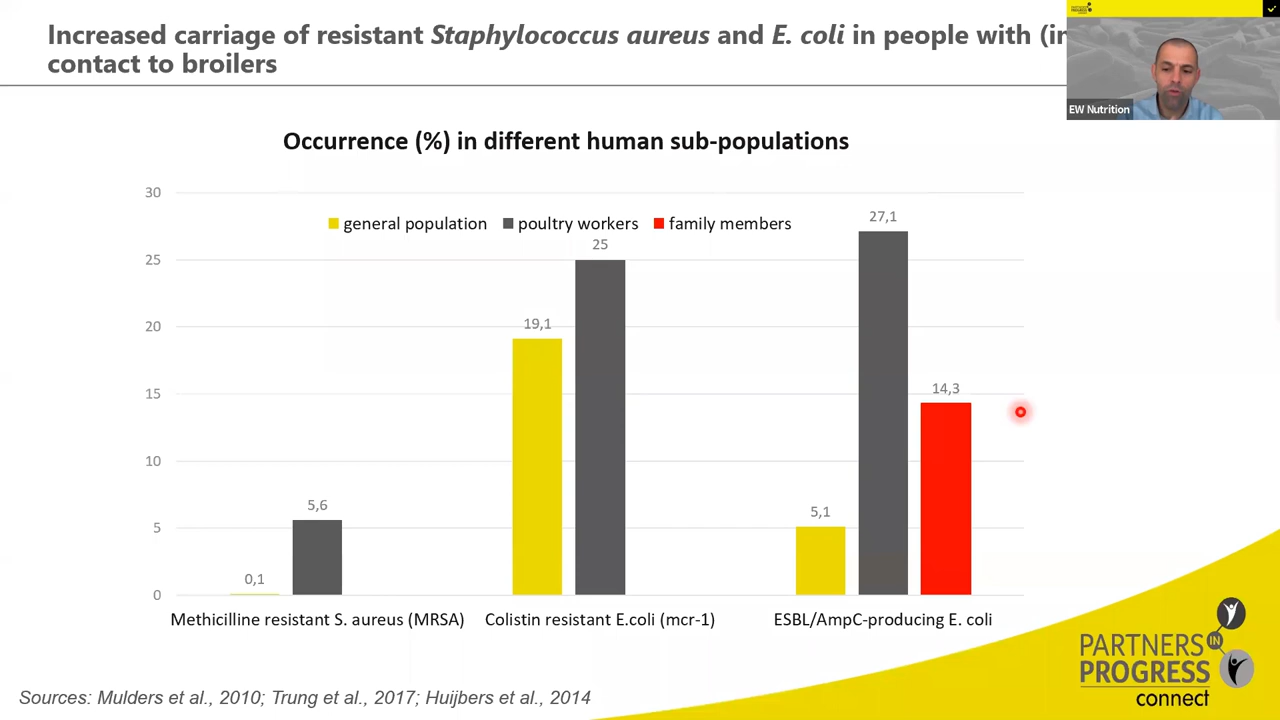 Increased carriage of resistant Staphylococcus aureus and E. coli in people with (in
contact to broilers
EW Nutrition
Occurrence (%) in different human sub-populations
30
general population poultry workers family members
27,1
25
25
20
19,1
15
14,3
10
5,6
5,1
5
0,1
0
Methicilline resistant S. aureus (MRSA) Colistin resistant E.coli (mcr-1) ESBL/AmpC-producing E. coli
PARTNERS IN
PROGRESS
connect
Sources: Mulders et al., 2010; Trung et al., 2017; Huijbers et al., 2014